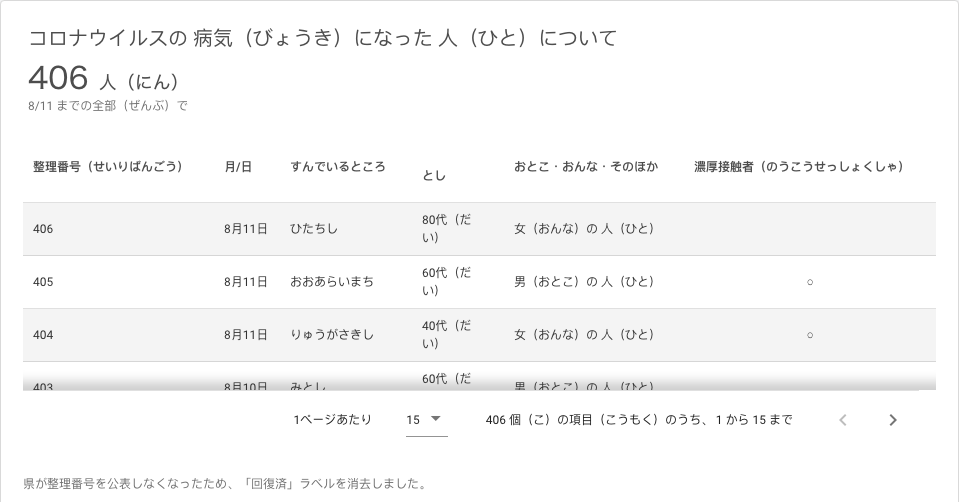 コロナウイルスの 病気（びょうき）になった 人（ひと）について
406 人（にん）
8/11 までの全部（ぜんぶ）で
整理番号（せいりばんごう） 月/日 すんでいるところ とし おとこ・おんな・そのほか 濃厚接触者（のうこうせっしょくしゃ）
406 8月11日 ひたちし 80代（だい） 女（おんな）の 人（ひと）
405 8月11日 おおあらいまち 60代（だい） 男（おとこ）の 人（ひと） ○
404 8月11日 りゅうがさきし 40代（だい） 女（おんな）の 人（ひと） ○
403 8月10日 みとし 60代（だ 男（おとこ）の 人（ひと）
1ページあたり 15 406 個（こ）の項目（こうもく）のうち、1 から 15 まで
県が整理番号を公表しなくなったため、「回復済」ラベルを消去しました。